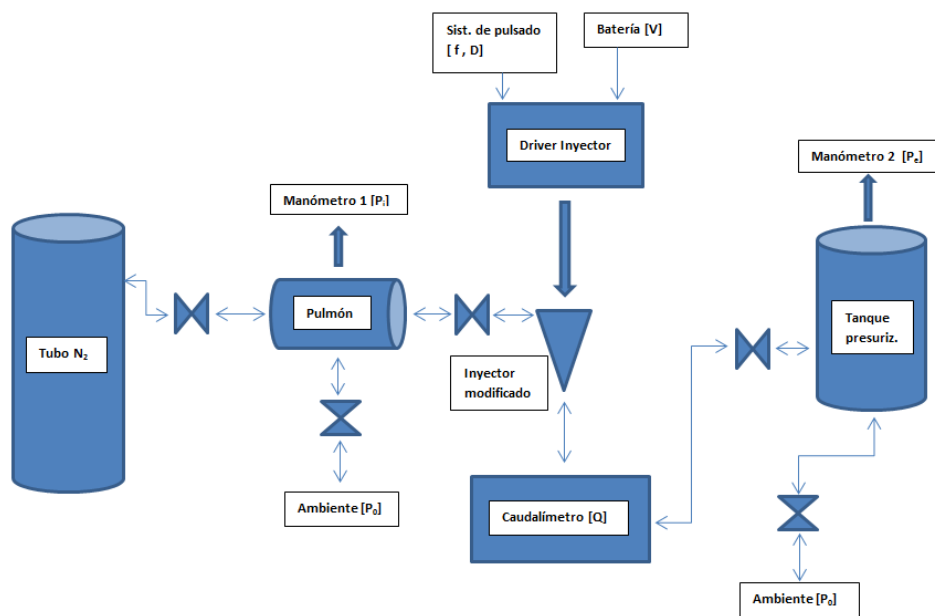 Sist. de pulsado
[ f , D]
Batería [V]
Driver Inyector
Manómetro 2 [Pₑ]
Manómetro 1 [Pᵢ]
Pulmón
Tubo N₂
Inyector
modificado
Tanque
presuriz.
Ambiente [P₀]
Caudalímetro [Q]
Ambiente [P₀]